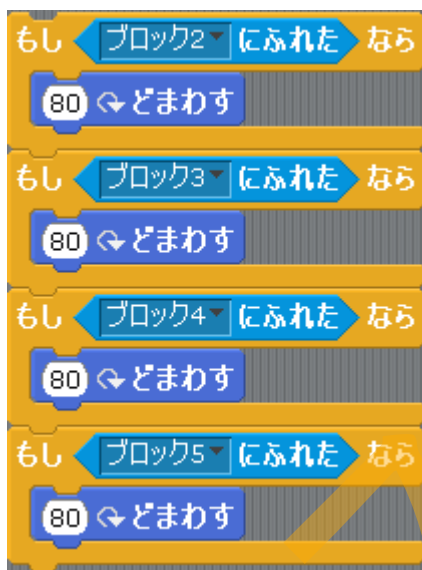 もし ブロック2 にふれた なら
80 どまわす
もし ブロック3 にふれた なら
80 どまわす
もし ブロック4 にふれた なら
80 どまわす
もし ブロック5 にふれた なら
80 どまわす